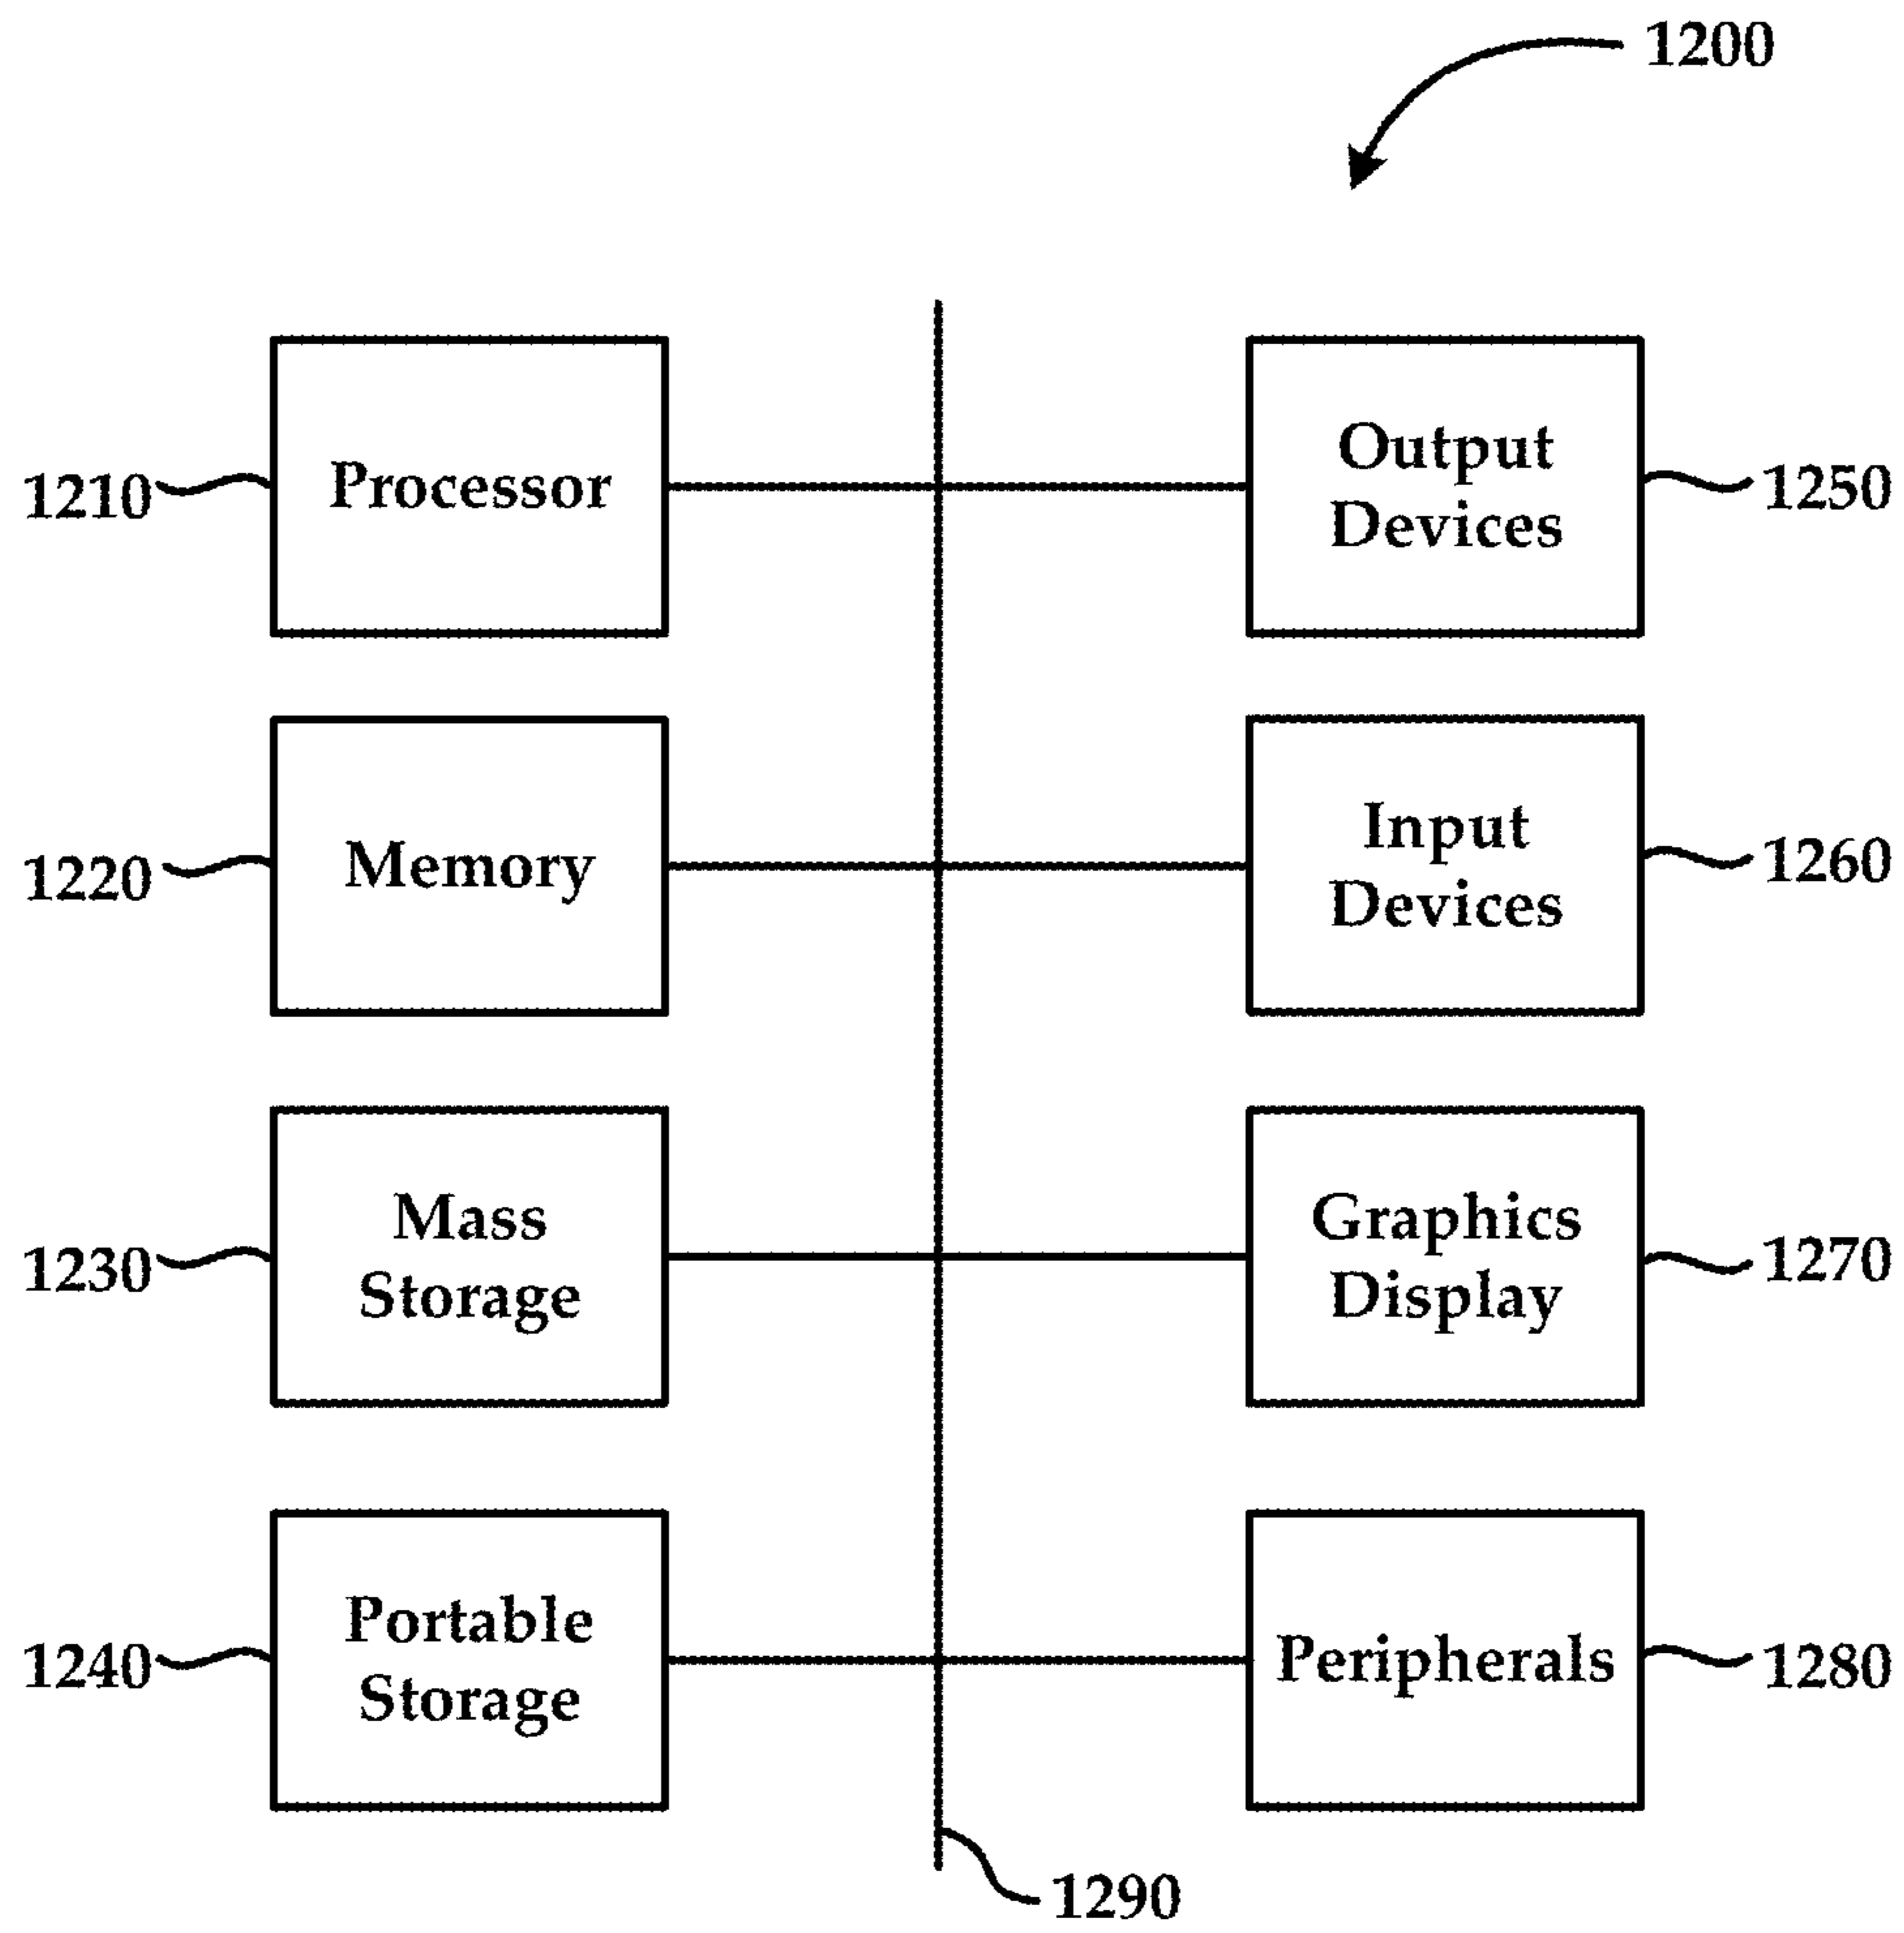 1200
1210
Processor
Output
Devices
1250
1220
Memory
Input
Devices
1260
1230
Mass
Storage
Graphics
Display
1270
1240
Portable
Storage
Peripherals
1280
1290